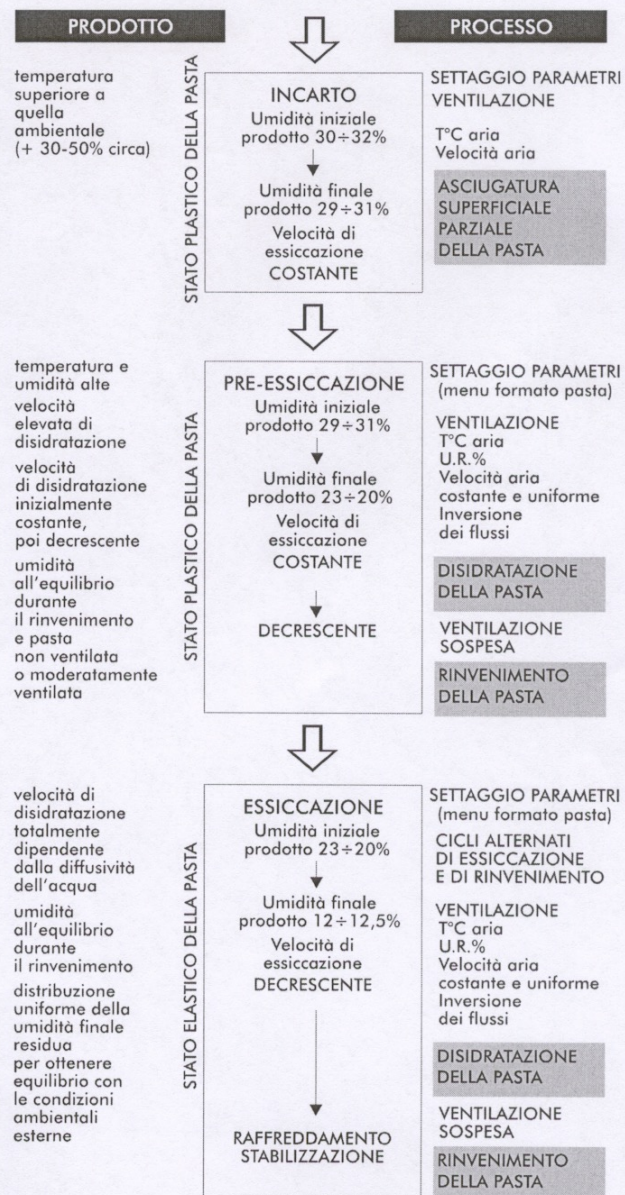 PRODOTTO
PROCESSO
temperatura
superiore a
quella
ambientale
(+ 30-50% circa)
STATO PLASTICO DELLA PASTA
INCARTO
Umidità iniziale
prodotto 30÷32%
Umidità finale
prodotto 29÷31%
Velocità di
essiccazione
COSTANTE
SETTAGGIO PARAMETRI
VENTILAZIONE
T°C aria
Velocità aria
ASCIUGATURA
SUPERFICIALE
PARZIALE
DELLA PASTA
temperatura e
umidità alte
velocità
elevata di
disidratazione
velocità
di disidratazione
inizialmente
costante,
poi decrescente
umidità
all'equilibrio
durante
il rinvenimento
e pasta
non ventilata
o moderatamente
ventilata
STATO PLASTICO DELLA PASTA
PRE-ESSICCAZIONE
Umidità iniziale
prodotto 29÷31%
Umidità finale
prodotto 23÷20%
Velocità di
essiccazione
COSTANTE
DECRESCENTE
SETTAGGIO PARAMETRI
(menu formato pasta)
VENTILAZIONE
T°C aria
U.R.%
Velocità aria
costante e uniforme
Inversione
dei flussi
DISIDRATAZIONE
DELLA PASTA
VENTILAZIONE
SOSPESA
RINVENIMENTO
DELLA PASTA
velocità di
disidratazione
totalmente
dipendente
dalla diffusività
dell'acqua
umidità
all'equilibrio
durante
il rinvenimento
distribuzione
uniforme della
umidità finale
residua
per ottenere
equilibrio con
le condizioni
ambientali
esterne
STATO ELASTICO DELLA PASTA
ESSICCAZIONE
Umidità iniziale
prodotto 23÷20%
Umidità finale
prodotto 12÷12,5%
Velocità di
essiccazione
DECRESCENTE
RAFFREDDAMENTO
STABILIZZAZIONE
SETTAGGIO PARAMETRI
(menu formato pasta)
CICLI ALTERNATI
DI ESSICCAZIONE
E DI RINVENIMENTO
VENTILAZIONE
T°C aria
U.R.%
Velocità aria
costante e uniforme
Inversione
dei flussi
DISIDRATAZIONE
DELLA PASTA
VENTILAZIONE
SOSPESA
RINVENIMENTO
DELLA PASTA